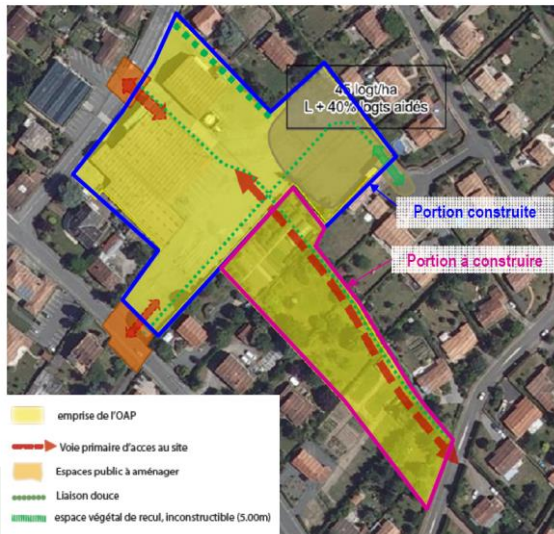 45 logt/ha
L + 40% logts aidés
Portion construite
Portion à construire
emprise de l'OAP
Voie primaire d'acces au site
Espaces public à aménager
Liaison douce
espace végétal de recul, inconstructible (5.00m)